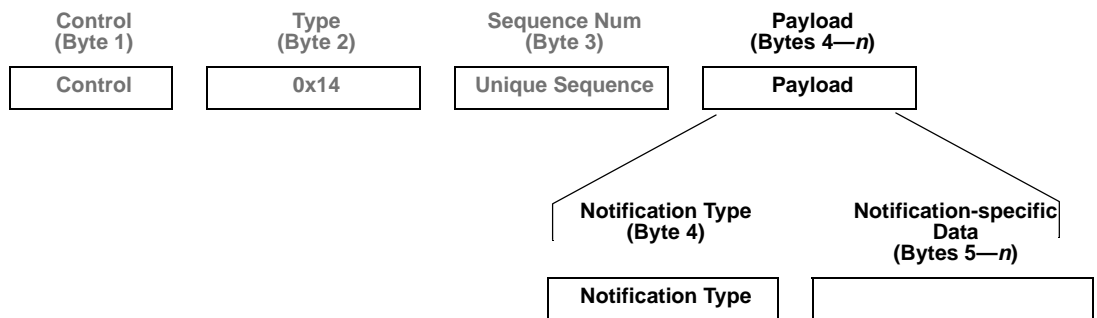 Control
(Byte 1)
Type
(Byte 2)
Sequence Num
(Byte 3)
Payload
(Bytes 4—n)
Control
0x14
Unique Sequence
Payload
Notification Type
(Byte 4)
Notification-specific
Data
(Bytes 5—n)
Notification Type